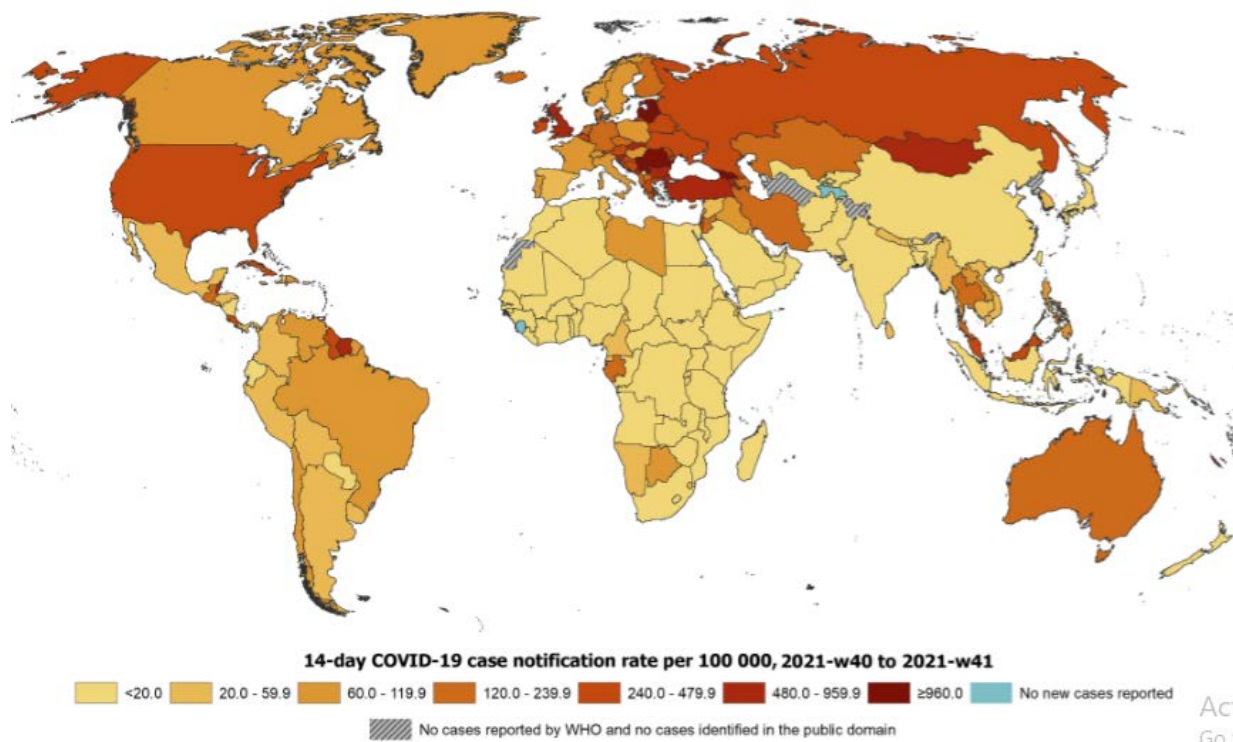 14-day COVID-19 case notification rate per 100 000, 2021-w40 to 2021-w41
<20.0 20.0 - 59.9 60.0 - 119.9 120.0 - 239.9 240.0 - 479.9 480.0 - 959.9 ≥960.0 No new cases reported
No cases reported by WHO and no cases identified in the public domain
Ac
Go